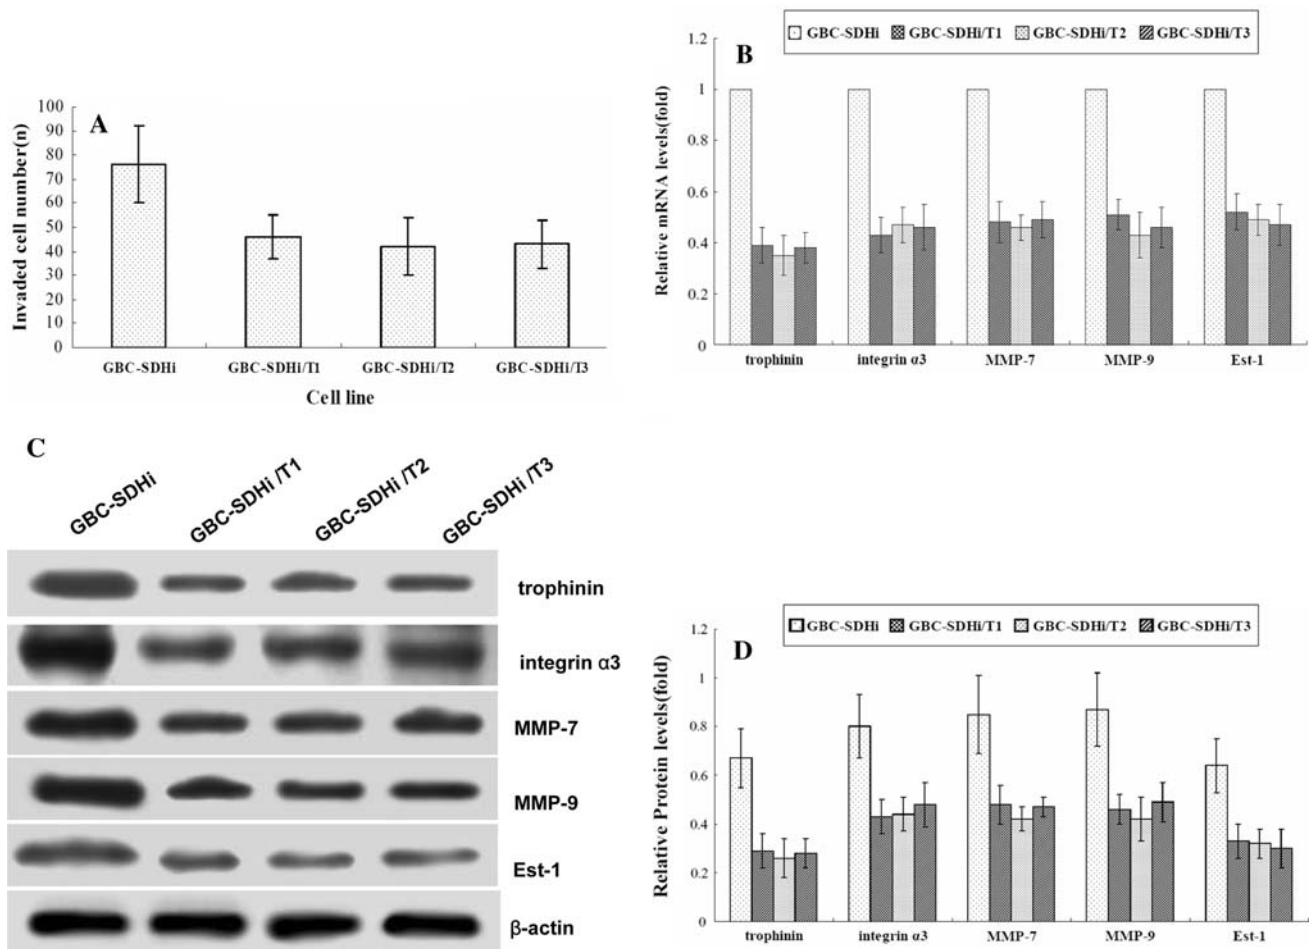 A
Invaded cell number(n)
100
90
80
70
60
50
40
30
20
10
0
GBC-SDHi GBC-SDHi/T1 GBC-SDHi/T2 GBC-SDHi/T3
Cell line
B
GBC-SDHi GBC-SDHi/T1 GBC-SDHi/T2 GBC-SDHi/T3
Relative mRNA levels(fold)
1.2
1
0.8
0.6
0.4
0.2
0
trophinin integrin α3 MMP-7 MMP-9 Est-1
C
GBC-SDHi GBC-SDHi /T1 GBC-SDHi /T2 GBC-SDHi /T3
trophinin
integrin α3
MMP-7
MMP-9
Est-1
β-actin
D
GBC-SDHi GBC-SDHi/T1 GBC-SDHi/T2 GBC-SDHi/T3
Relative Protein levels(fold)
1.2
1
0.8
0.6
0.4
0.2
0
trophinin integrin α3 MMP-7 MMP-9 Est-1